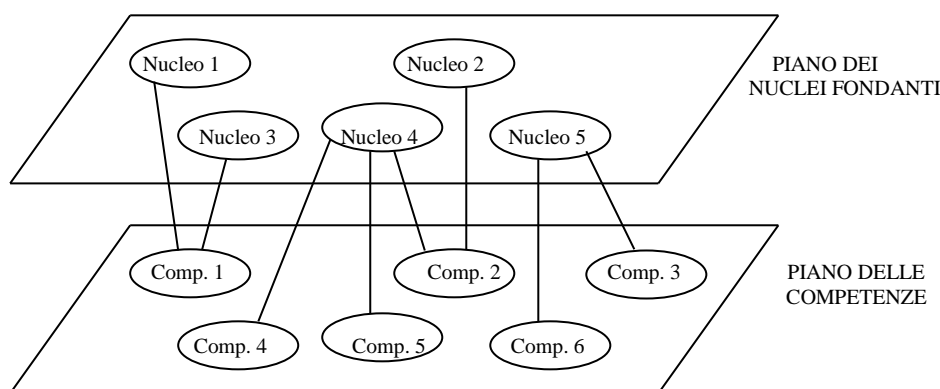 Nucleo 1
Nucleo 2
PIANO DEI
NUCLEI FONDANTI
Nucleo 3
Nucleo 4
Nucleo 5
Comp. 1
Comp. 2
Comp. 3
PIANO DELLE
COMPETENZE
Comp. 4
Comp. 5
Comp. 6